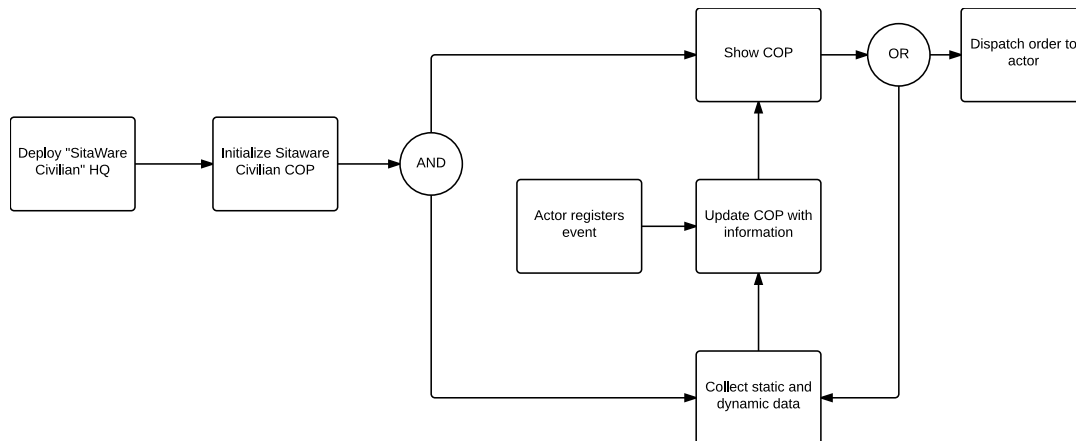 Show COP
OR
Dispatch order to
actor
Deploy "SitaWare
Civilian" HQ
Initialize Sitaware
Civilian COP
AND
Actor registers
event
Update COP with
information
Collect static and
dynamic data